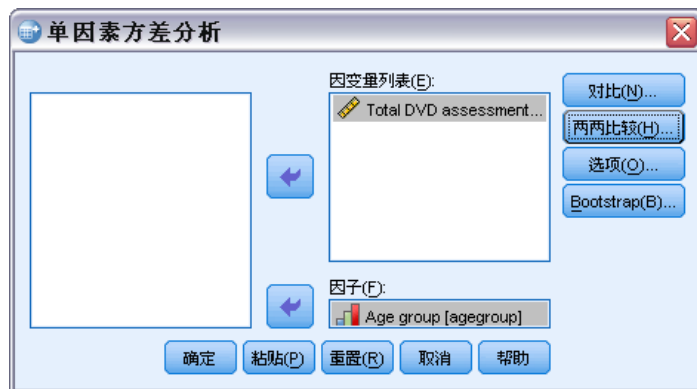 单因素方差分析
因变量列表(E):
Total DVD assessment...
因子(F):
Age group [agegroup]
对比(N)...
两两比较(H)...
选项(O)...
Bootstrap(B)...
确定
粘贴(P)
重置(R)
取消
帮助